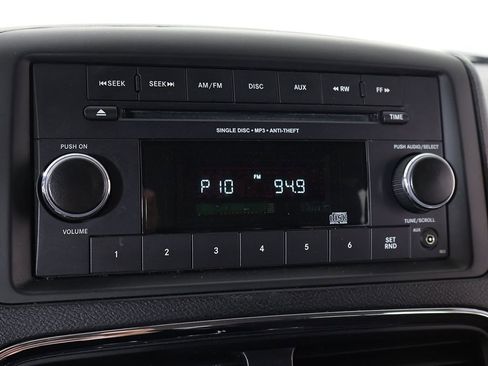 SEEK SEEK AM/FM DISC AUX RW FF
TIME
SINGLE DISC • MP3 • ANTI-THEFT
PUSH ON
PUSH AUDIO/SELECT
P10 FM 94.9
VOLUME
TUNE/SCROLL
AUX
1 2 3 4 5 6 SET RND